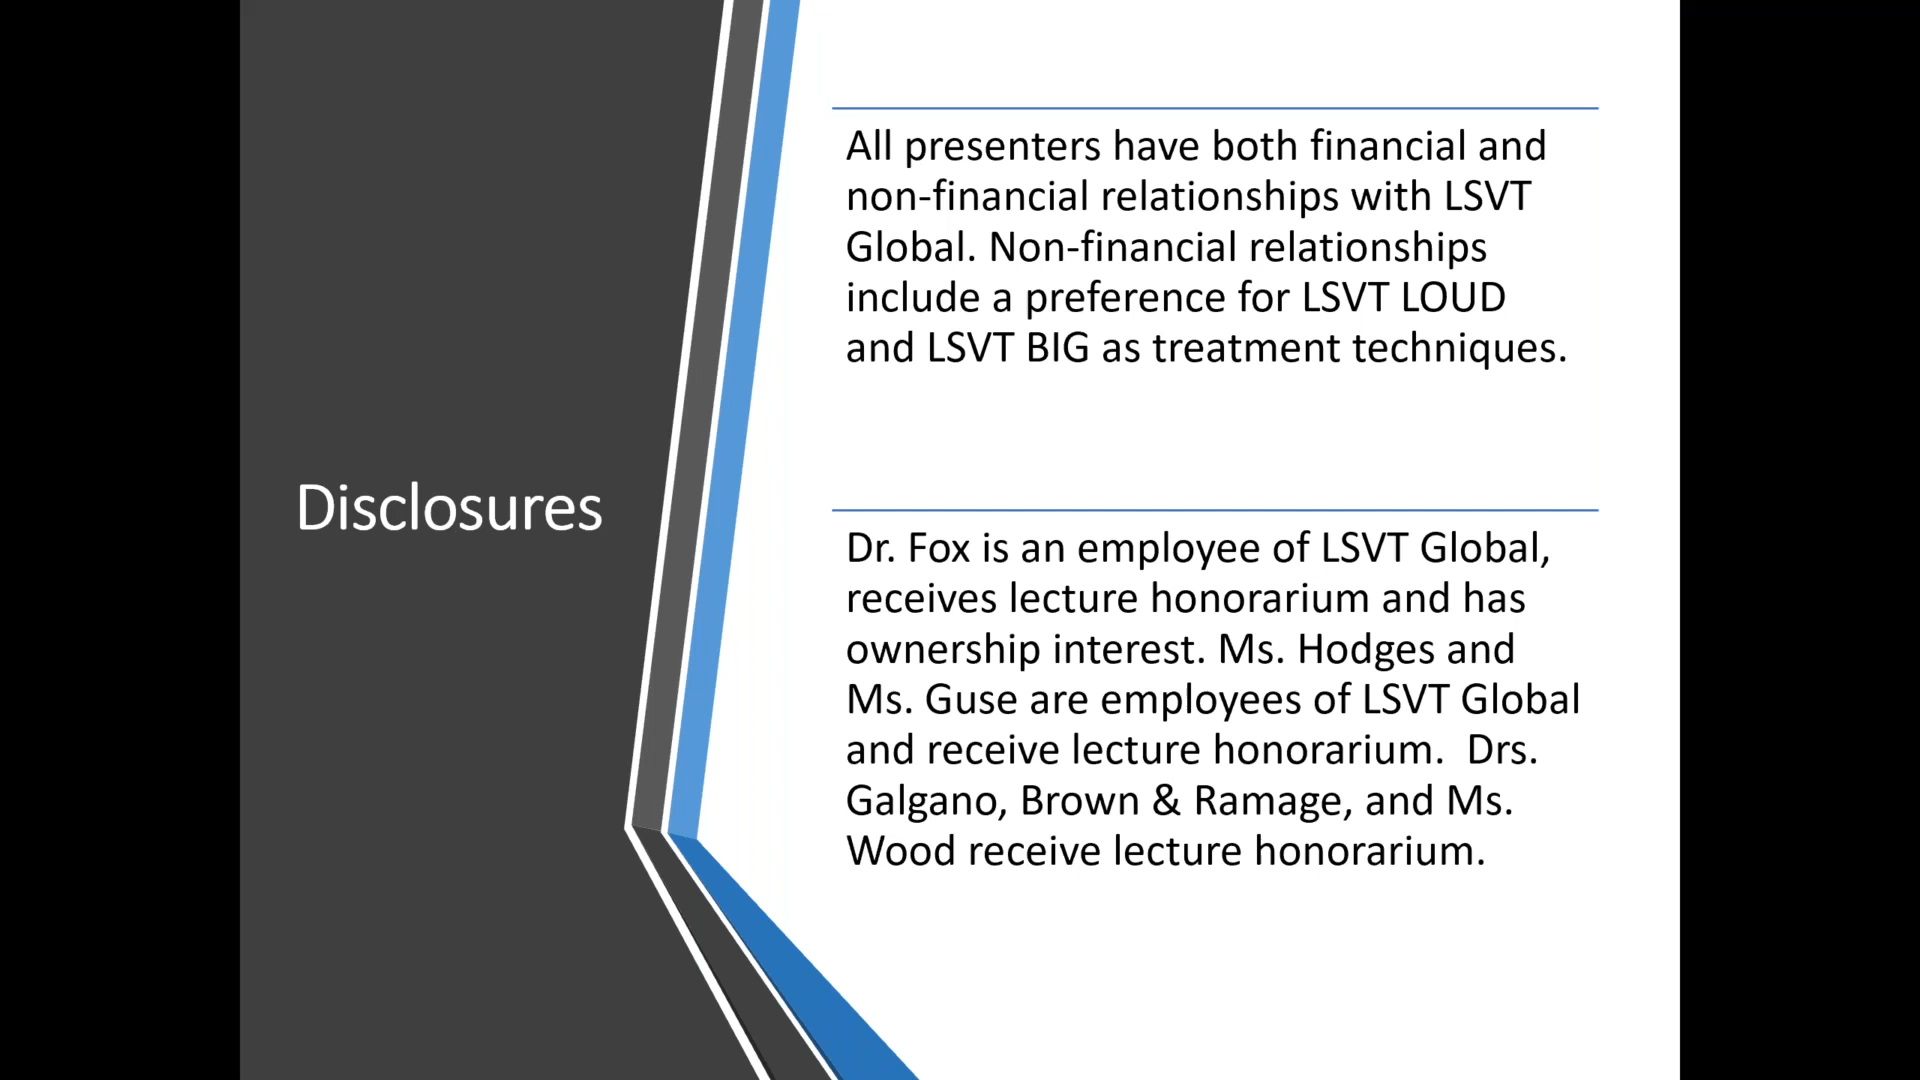 Disclosures
All presenters have both financial and
non-financial relationships with LSVT
Global. Non-financial relationships
include a preference for LSVT LOUD
and LSVT BIG as treatment techniques.
Dr. Fox is an employee of LSVT Global,
receives lecture honorarium and has
ownership interest. Ms. Hodges and
Ms. Guse are employees of LSVT Global
and receive lecture honorarium.  Drs.
Galgano, Brown & Ramage, and Ms.
Wood receive lecture honorarium.